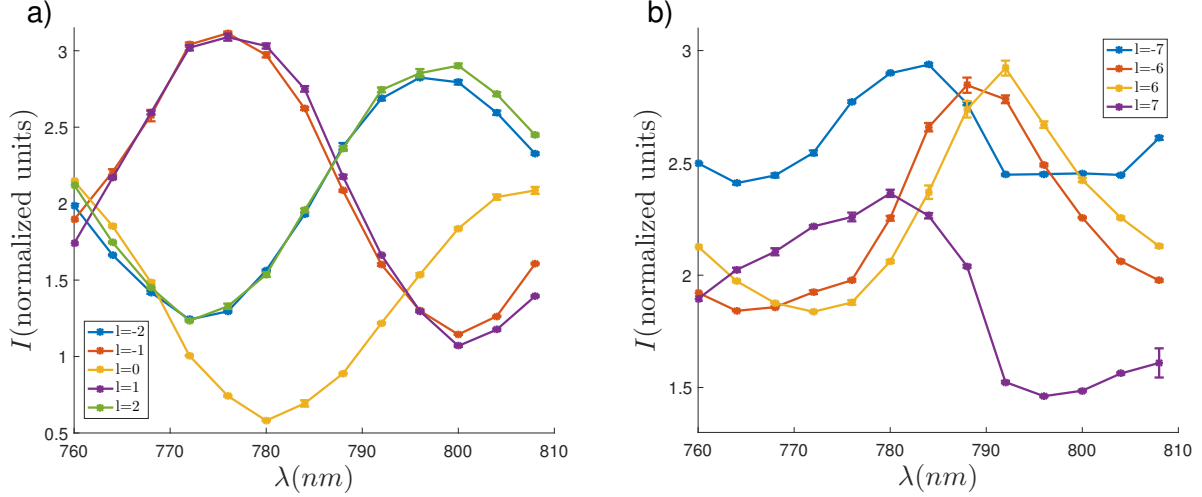 a)
I(normalized units)
3
2.5
2
1.5
1
0.5
760 770 780 790 800 810
λ(nm)
l=-2
l=-1
l=0
l=1
l=2
b)
I(normalized units)
3
2.5
2
1.5
760 770 780 790 800 810
λ(nm)
l=-7
l=-6
l=6
l=7